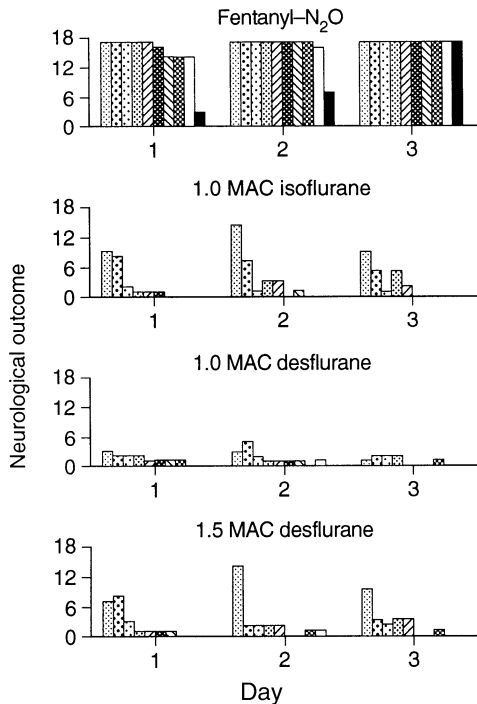 Fentanyl–N₂O
18
12
6
0
1 2 3
1.0 MAC isoflurane
18
12
6
0
1 2 3
1.0 MAC desflurane
18
12
6
0
1 2 3
1.5 MAC desflurane
18
12
6
0
1 2 3
Day
Neurological outcome